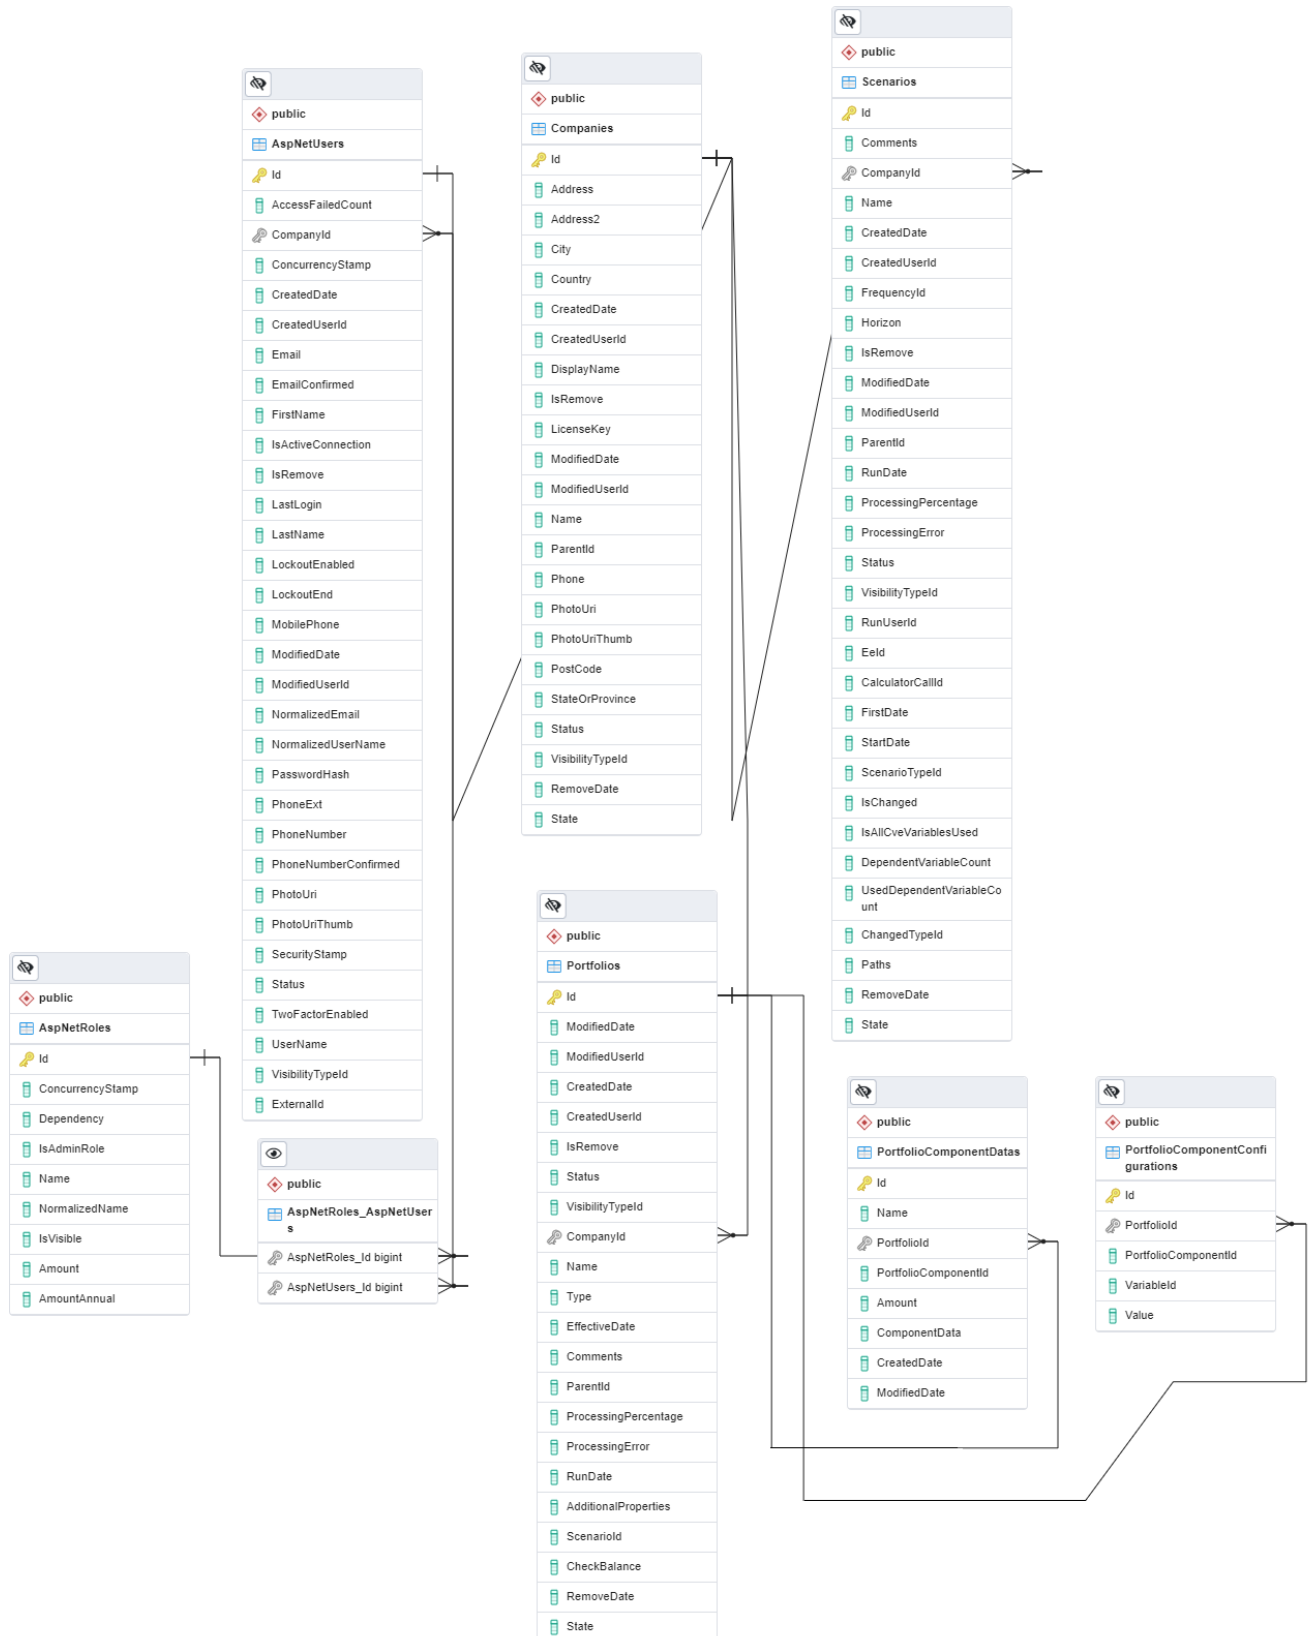 public
AspNetUsers
Id
AccessFailedCount
CompanyId
ConcurrencyStamp
CreatedDate
CreatedUserId
Email
EmailConfirmed
FirstName
IsActiveConnection
IsRemove
LastLogin
LastName
LockoutEnabled
LockoutEnd
MobilePhone
ModifiedDate
ModifiedUserId
NormalizedEmail
NormalizedUserName
PasswordHash
PhoneExt
PhoneNumber
PhoneNumberConfirmed
PhotoUri
PhotoUriThumb
SecurityStamp
Status
TwoFactorEnabled
UserName
VisibilityTypeId
ExternalId
public
Companies
Id
Address
Address2
City
Country
CreatedDate
CreatedUserId
DisplayName
IsRemove
LicenseKey
ModifiedDate
ModifiedUserId
Name
ParentId
Phone
PhotoUri
PhotoUriThumb
PostCode
StateOrProvince
Status
VisibilityTypeId
RemoveDate
State
public
Scenarios
Id
Comments
CompanyId
Name
CreatedDate
CreatedUserId
FrequencyId
Horizon
IsRemove
ModifiedDate
ModifiedUserId
ParentId
RunDate
ProcessingPercentage
ProcessingError
Status
VisibilityTypeId
RunUserId
EeId
CalculatorCallId
FirstDate
StartDate
ScenarioTypeId
IsChanged
IsAllCveVariablesUsed
DependentVariableCount
UsedDependentVariableCo
unt
ChangedTypeId
Paths
RemoveDate
State
public
AspNetRoles
Id
ConcurrencyStamp
Dependency
IsAdminRole
Name
NormalizedName
IsVisible
Amount
AmountAnnual
public
AspNetRoles_AspNetUser
s
AspNetRoles_Id bigint
AspNetUsers_Id bigint
public
Portfolios
Id
ModifiedDate
ModifiedUserId
CreatedDate
CreatedUserId
IsRemove
Status
VisibilityTypeId
CompanyId
Name
Type
EffectiveDate
Comments
ParentId
ProcessingPercentage
ProcessingError
RunDate
AdditionalProperties
ScenarioId
CheckBalance
RemoveDate
State
public
PortfolioComponentDatas
Id
Name
PortfolioId
PortfolioComponentId
Amount
ComponentData
CreatedDate
ModifiedDate
public
PortfolioComponentConfi
gurations
Id
PortfolioId
PortfolioComponentId
VariableId
Value